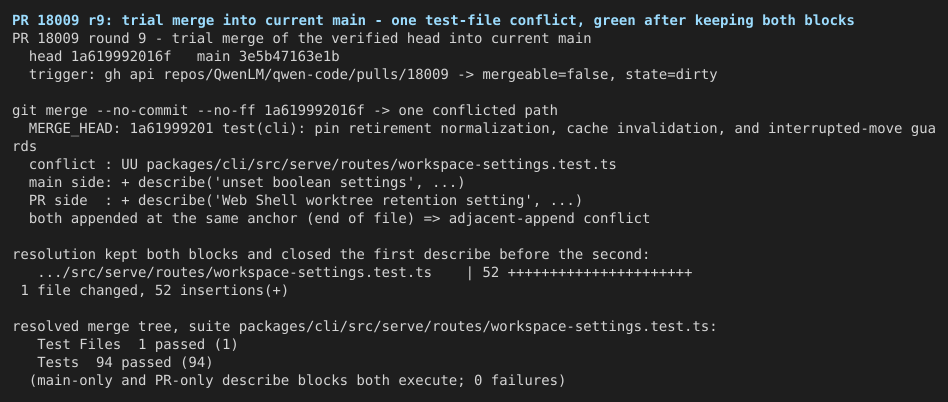 PR 18009 r9: trial merge into current main - one test-file conflict, green after keeping both blocks
PR 18009 round 9 - trial merge of the verified head into current main
  head 1a619992016f   main 3e5b47163e1b
  trigger: gh api repos/QwenLM/qwen-code/pulls/18009 -> mergeable=false, state=dirty

git merge --no-commit --no-ff 1a619992016f -> one conflicted path
  MERGE_HEAD: 1a61999201 test(cli): pin retirement normalization, cache invalidation, and interrupted-move gua
rds
  conflict : UU packages/cli/src/serve/routes/workspace-settings.test.ts
  main side: + describe('unset boolean settings', ...)
  PR side  : + describe('Web Shell worktree retention setting', ...)
  both appended at the same anchor (end of file) => adjacent-append conflict

resolution kept both blocks and closed the first describe before the second:
   .../src/serve/routes/workspace-settings.test.ts    | 52 ++++++++++++++++++++++
 1 file changed, 52 insertions(+)

resolved merge tree, suite packages/cli/src/serve/routes/workspace-settings.test.ts:
   Test Files  1 passed (1)
   Tests  94 passed (94)
  (main-only and PR-only describe blocks both execute; 0 failures)